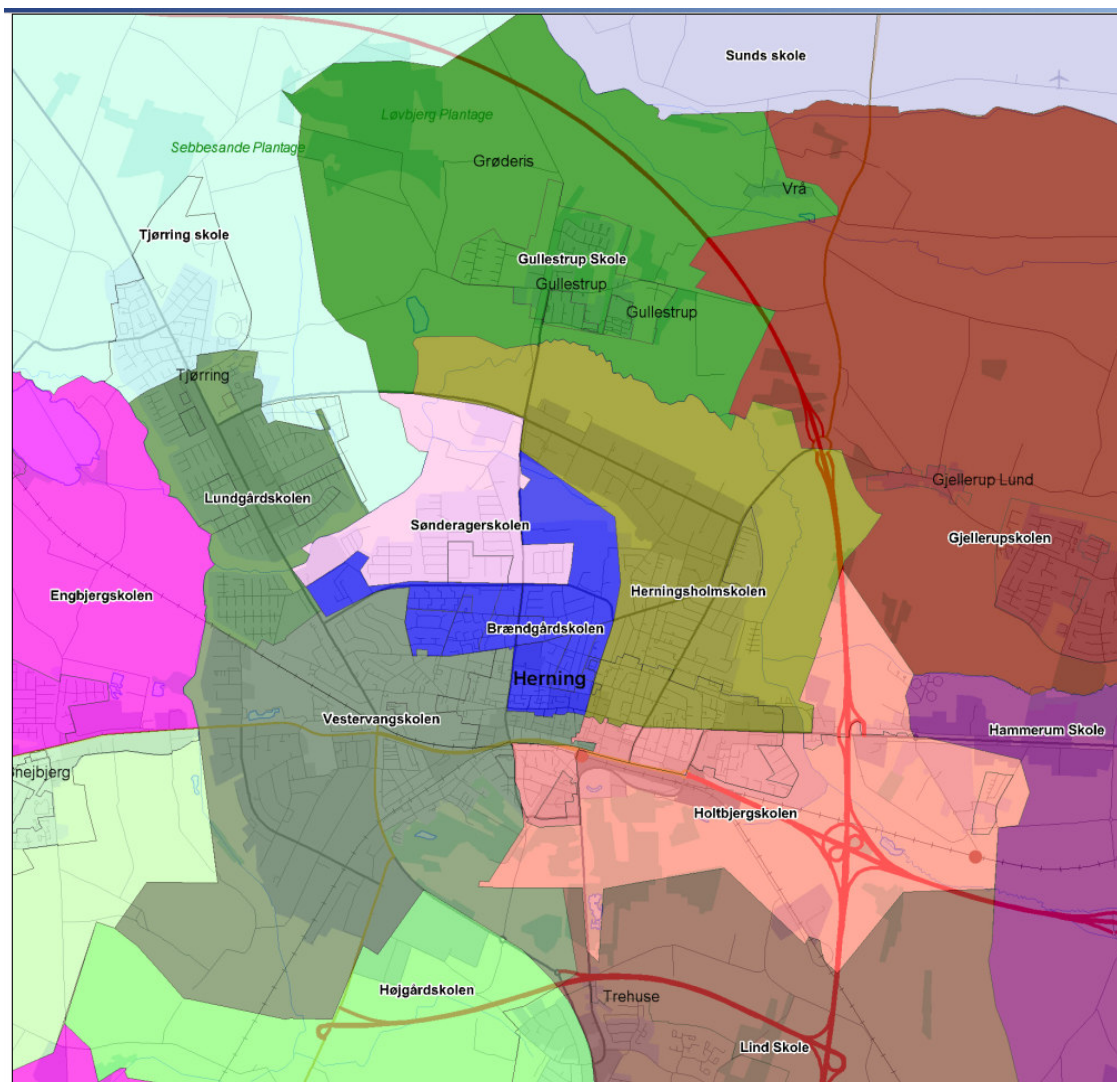 Sunds skole
Løvbjerg Plantage
Sebbesande Plantage
Grøderis
Vrå
Tjørring skole
Gullestrup Skole
Gullestrup
Gullestrup
Tjørring
Gjellerup Lund
Lundgårdskolen
Sønderagerskolen
Gjellerupskolen
Engbjergskolen
Herningsholmskolen
Brændgårdskolen
Herning
Vestervangskolen
Hammerum Skole
nejbjerg
Holtbjergskolen
Højgårdskolen
Trehuse
Lind Skole